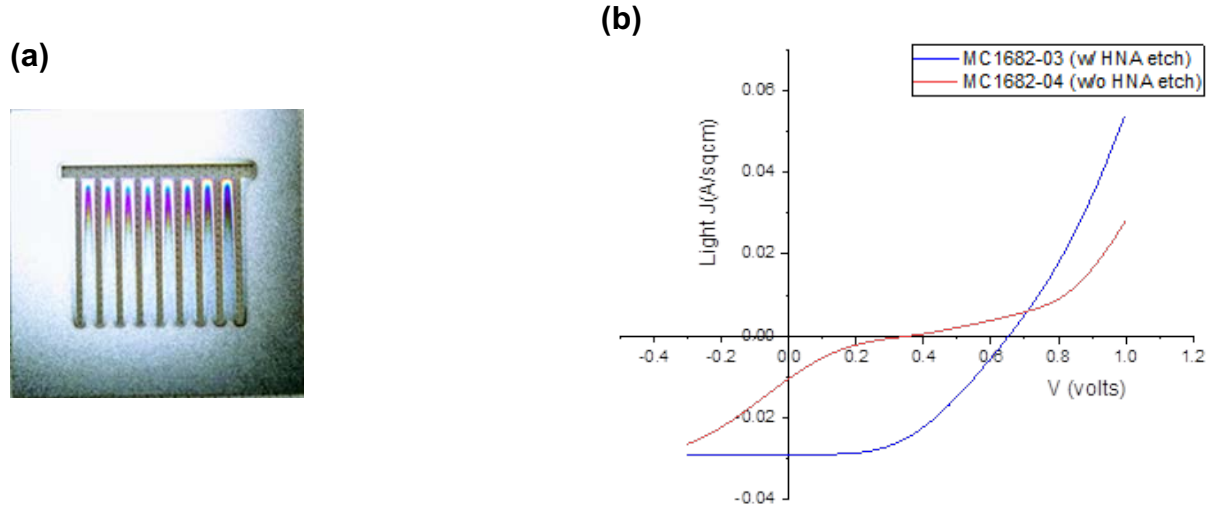 (a)
(b)
MC1682-03 (w/ HNA etch)
MC1682-04 (w/o HNA etch)
Light J(A/sqcm)
0.06
0.04
0.02
0.00
-0.02
-0.04
-0.4
-0.2
0.0
0.2
0.4
0.6
0.8
1.0
1.2
V (volts)